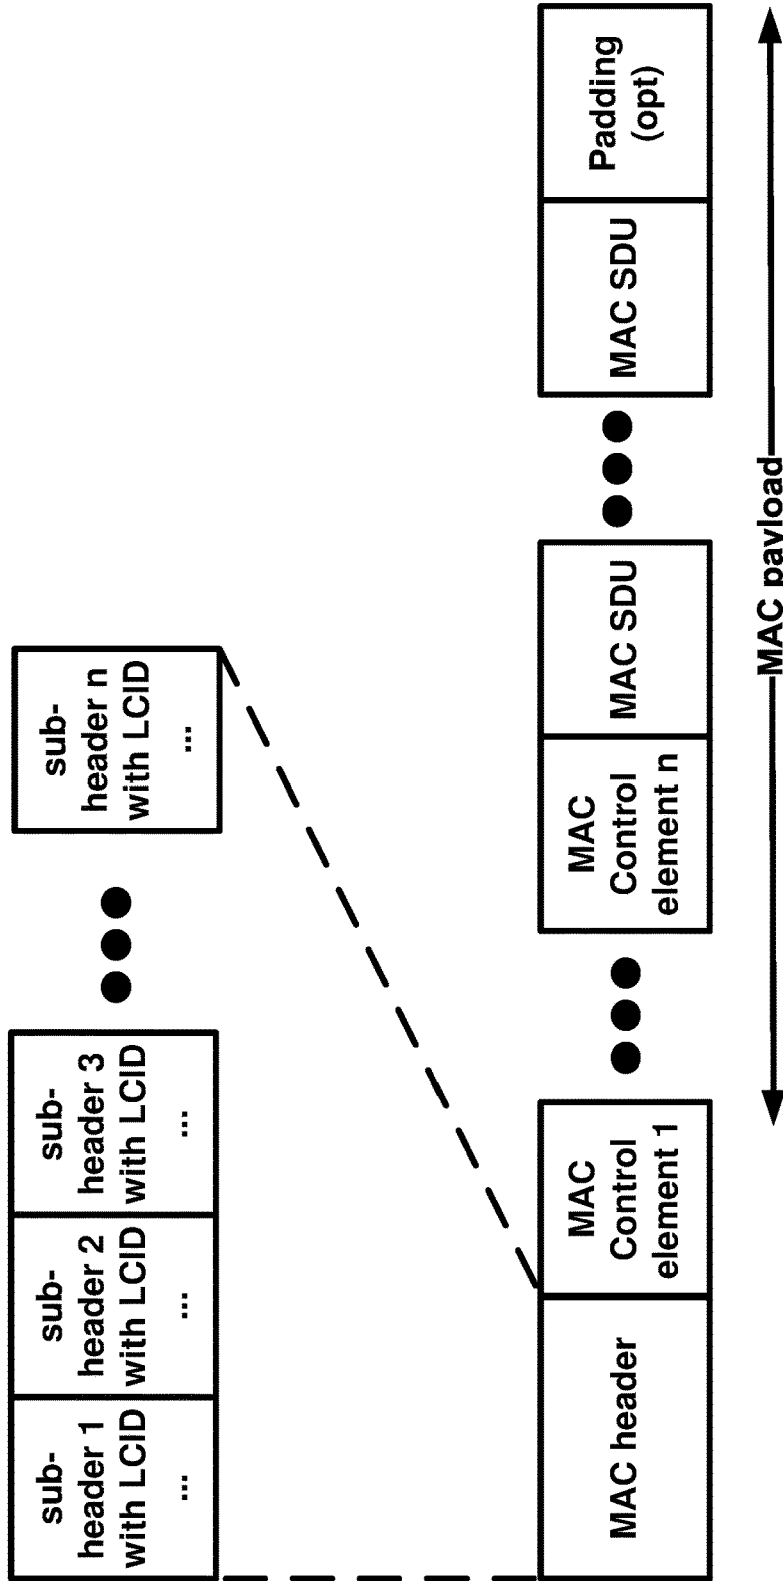 sub-
header 1
with LCID
...
sub-
header 2
with LCID
...
sub-
header 3
with LCID
...
sub-
header n
with LCID
...
MAC header
MAC
Control
element 1
MAC
Control
element n
MAC SDU
MAC SDU
Padding
(opt)
MAC payload